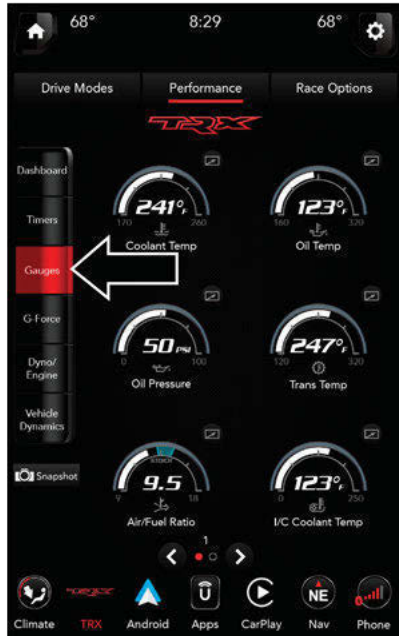 68° 8:29 68°
Drive Modes Performance Race Options
TRX
Dashboard
Timers
Gauges
G-Force
Dyno/
Engine
Vehicle
Dynamics
Snapshot
241°F
170 260
Coolant Temp
123°F
160 320
Oil Temp
50 PSI
0 100
Oil Pressure
247°F
120 320
Trans Temp
STOICH
9.5
9 18
Air/Fuel Ratio
123°F
0 250
I/C Coolant Temp
1
Climate
TRX
TRX
Android
Apps
CarPlay
NE
Nav
Phone